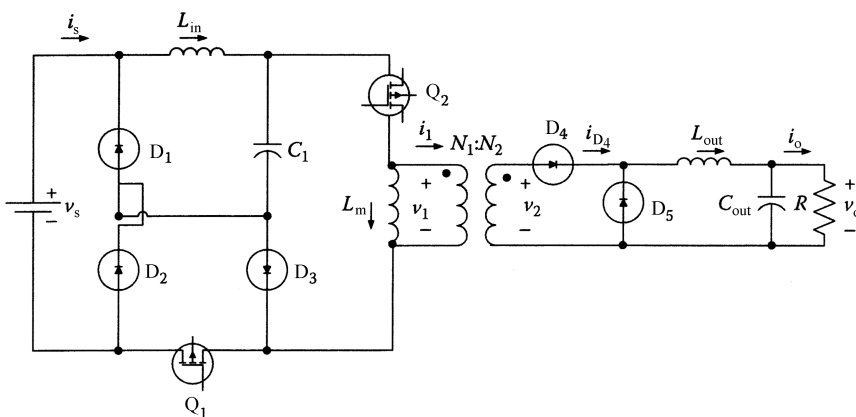 i_s
L_in
Q_2
D_1
C_1
i_1
N_1:N_2
D_4
i_D4
L_out
i_o
+
v_s
−
L_m
+
v_1
−
+
v_2
−
D_5
C_out
R
+
v
−
D_2
D_3
Q_1